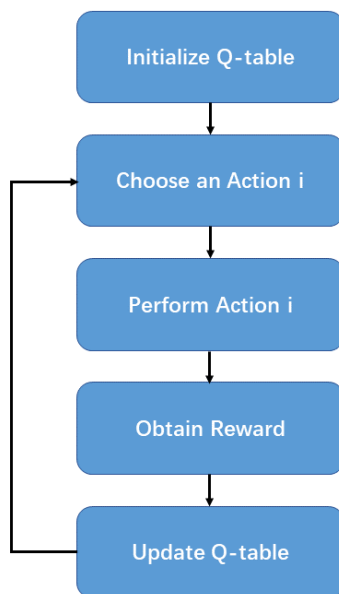 Initialize Q-table
Choose an Action i
Perform Action i
Obtain Reward
Update Q-table